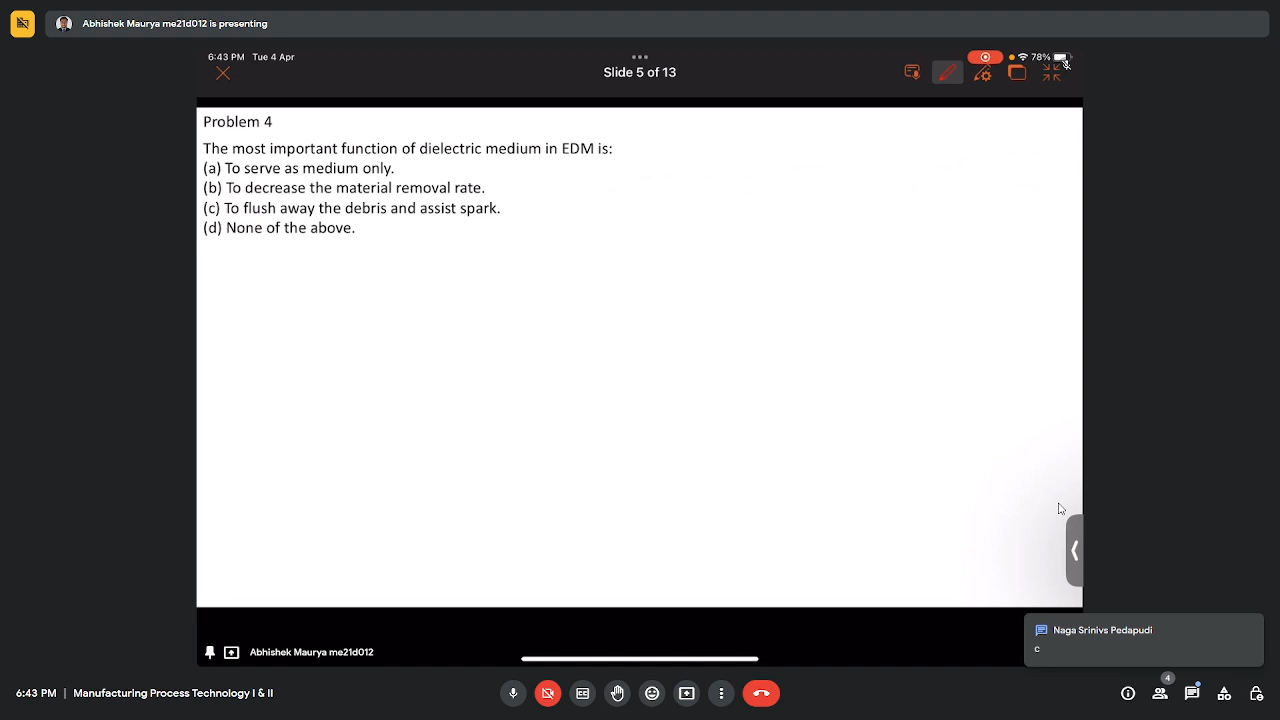 Abhishek Maurya me21d012 is presenting
6:43 PM Tue 4 Apr
78%
Slide 5 of 13
Problem 4
The most important function of dielectric medium in EDM is:
(a) To serve as medium only.
(b) To decrease the material removal rate.
(c) To flush away the debris and assist spark.
(d) None of the above.
Naga Srinivs Pedapudi
c
Abhishek Maurya me21d012
4
6:43 PM | Manufacturing Process Technology I & II